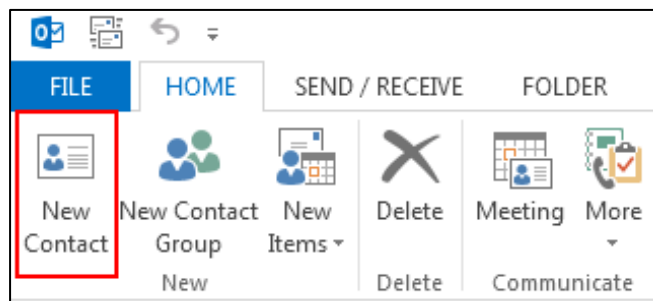 FILE HOME SEND / RECEIVE FOLDER
New New Contact New Delete Meeting More
Contact Group Items
New Delete Communicate